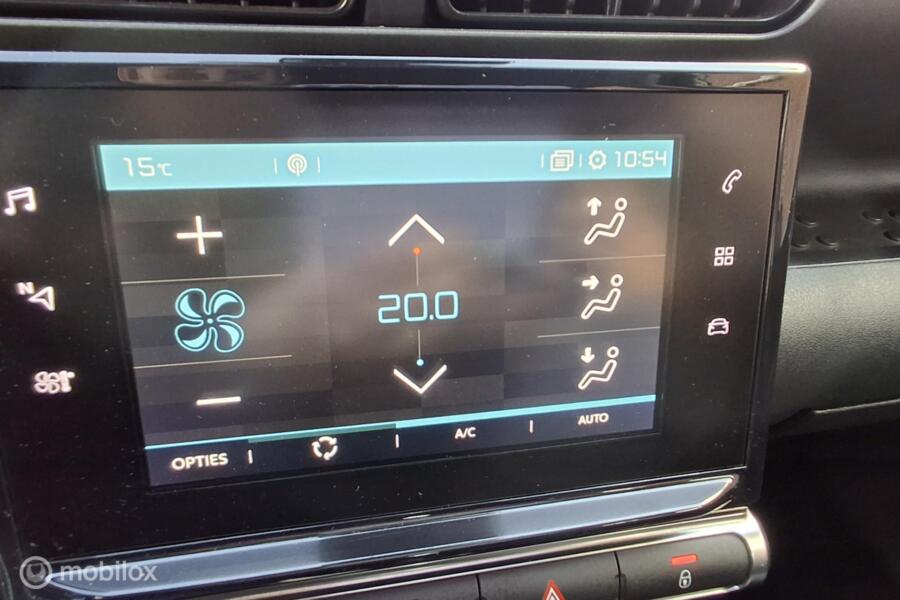 15°C
10:54
N
20.0
OPTIES
A/C
AUTO
mobilox